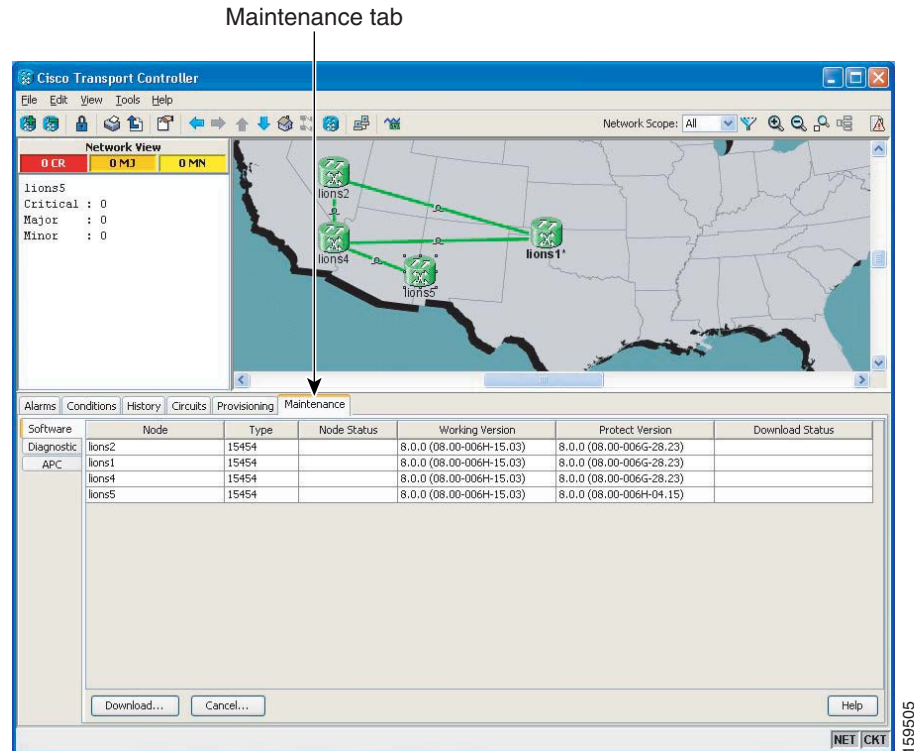 Maintenance tab
Cisco Transport Controller
File Edit View Tools Help
Network Scope: All
Network View
0 CR 0 MJ 0 MN
lions5
Critical : 0
Major : 0
Minor : 0
lions2
lions4
lions5
lions1*
Alarms Conditions History Circuits Provisioning Maintenance
Software
Diagnostic
APC
Node Type Node Status Working Version Protect Version Download Status
lions2 15454 8.0.0 (08.00-006H-15.03) 8.0.0 (08.00-006G-28.23)
lions1 15454 8.0.0 (08.00-006H-15.03) 8.0.0 (08.00-006G-28.23)
lions4 15454 8.0.0 (08.00-006H-15.03) 8.0.0 (08.00-006G-28.23)
lions5 15454 8.0.0 (08.00-006H-15.03) 8.0.0 (08.00-006H-04.15)
Download... Cancel... Help
NET CKT
159505